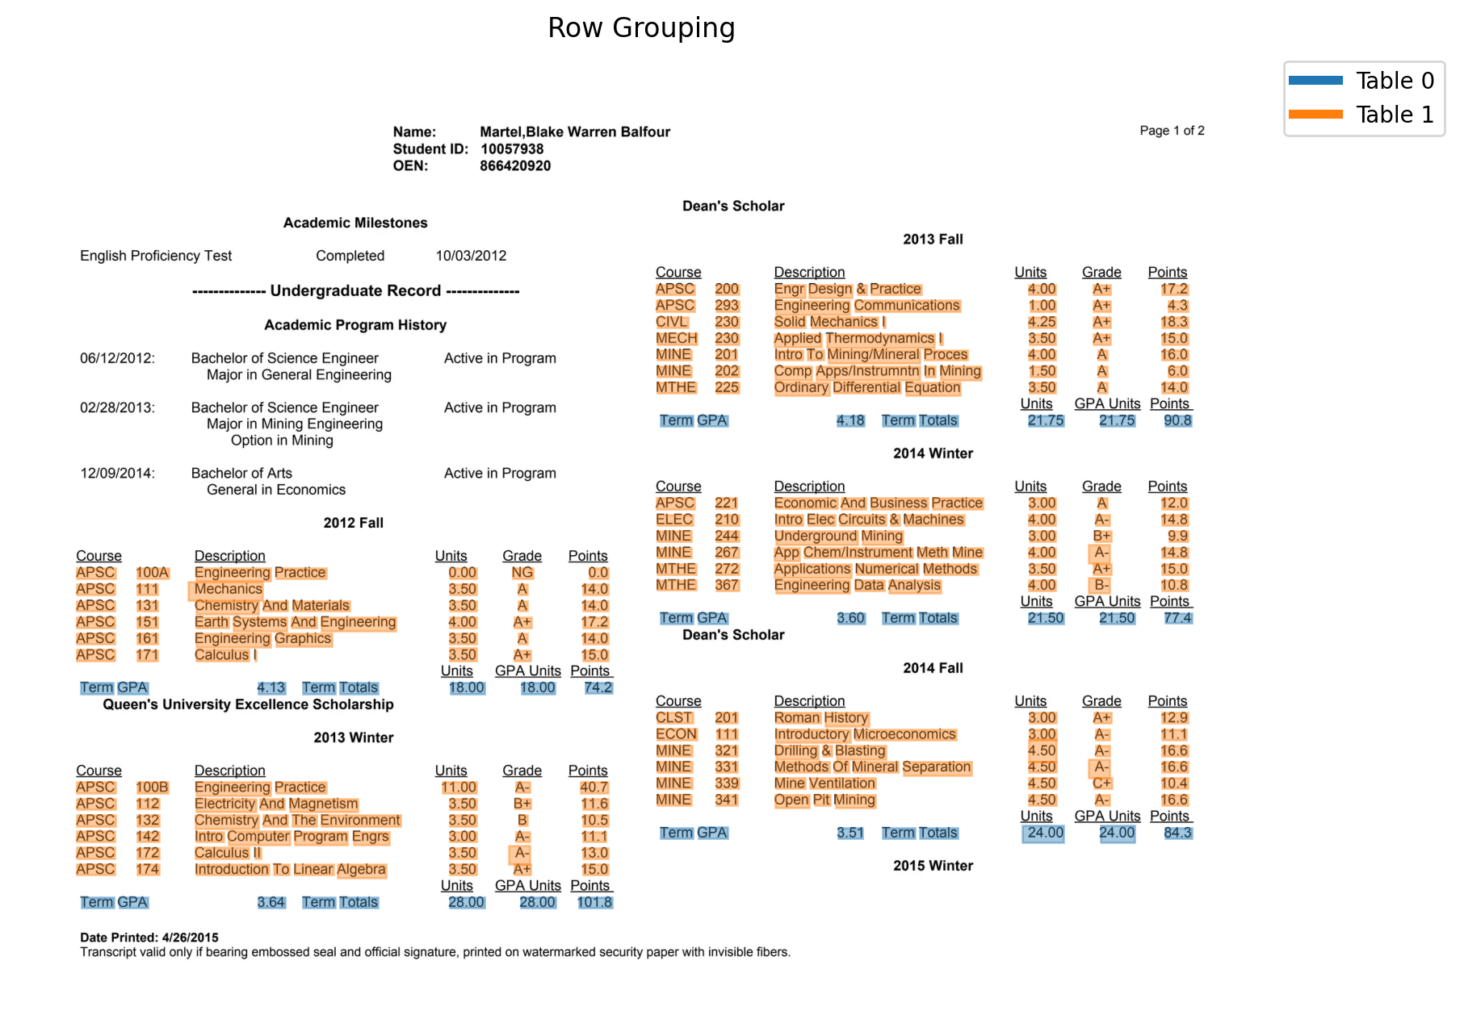 Row Grouping
Table 0
Table 1
Name: Martel,Blake Warren Balfour
Page 1 of 2
Student ID: 10057938
OEN: 866420920
Academic Milestones
English Proficiency Test Completed 10/03/2012
-------------- Undergraduate Record --------------
Academic Program History
06/12/2012: Bachelor of Science Engineer Active in Program
Major in General Engineering
02/28/2013: Bachelor of Science Engineer Active in Program
Major in Mining Engineering
Option in Mining
12/09/2014: Bachelor of Arts Active in Program
General in Economics
2012 Fall
Course Description Units Grade Points
APSC 100A Engineering Practice 0.00 NG 0.0
APSC 111 Mechanics 3.50 A 14.0
APSC 131 Chemistry And Materials 3.50 A 14.0
APSC 151 Earth Systems And Engineering 4.00 A+ 17.2
APSC 161 Engineering Graphics 3.50 A 14.0
APSC 171 Calculus I 3.50 A+ 15.0
Units GPA Units Points
Term GPA 4.13 Term Totals 18.00 18.00 74.2
Queen's University Excellence Scholarship
2013 Winter
Course Description Units Grade Points
APSC 100B Engineering Practice 11.00 A- 40.7
APSC 112 Electricity And Magnetism 3.50 B+ 11.6
APSC 132 Chemistry And The Environment 3.50 B 10.5
APSC 142 Intro Computer Program Engrs 3.00 A- 11.1
APSC 172 Calculus II 3.50 A- 13.0
APSC 174 Introduction To Linear Algebra 3.50 A+ 15.0
Units GPA Units Points
Term GPA 3.64 Term Totals 28.00 28.00 101.8
Dean's Scholar
2013 Fall
Course Description Units Grade Points
APSC 200 Engr Design & Practice 4.00 A+ 17.2
APSC 293 Engineering Communications 1.00 A+ 4.3
CIVL 230 Solid Mechanics I 4.25 A+ 18.3
MECH 230 Applied Thermodynamics I 3.50 A+ 15.0
MINE 201 Intro To Mining/Mineral Proces 4.00 A 16.0
MINE 202 Comp Apps/Instrumntn In Mining 1.50 A 6.0
MTHE 225 Ordinary Differential Equation 3.50 A 14.0
Units GPA Units Points
Term GPA 4.18 Term Totals 21.75 21.75 90.8
2014 Winter
Course Description Units Grade Points
APSC 221 Economic And Business Practice 3.00 A 12.0
ELEC 210 Intro Elec Circuits & Machines 4.00 A- 14.8
MINE 244 Underground Mining 3.00 B+ 9.9
MINE 267 App Chem/Instrument Meth Mine 4.00 A- 14.8
MTHE 272 Applications Numerical Methods 3.50 A+ 15.0
MTHE 367 Engineering Data Analysis 4.00 B- 10.8
Units GPA Units Points
Term GPA 3.60 Term Totals 21.50 21.50 77.4
Dean's Scholar
2014 Fall
Course Description Units Grade Points
CLST 201 Roman History 3.00 A+ 12.9
ECON 111 Introductory Microeconomics 3.00 A- 11.1
MINE 321 Drilling & Blasting 4.50 A- 16.6
MINE 331 Methods Of Mineral Separation 4.50 A- 16.6
MINE 339 Mine Ventilation 4.50 C+ 10.4
MINE 341 Open Pit Mining 4.50 A- 16.6
Units GPA Units Points
Term GPA 3.51 Term Totals 24.00 24.00 84.3
2015 Winter
Date Printed: 4/26/2015
Transcript valid only if bearing embossed seal and official signature, printed on watermarked security paper with invisible fibers.